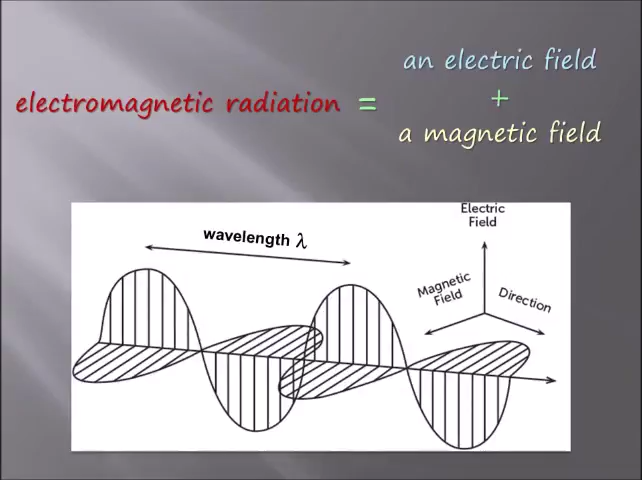 an electric field
electromagnetic radiation = +
a magnetic field
wavelength λ
Electric
Field
Magnetic
Field
Direction